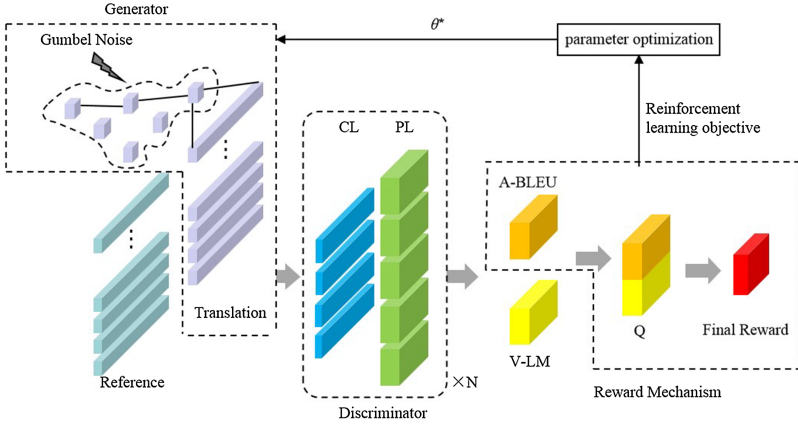 Generator
Gumbel Noise
θ*
parameter optimization
Reinforcement
learning objective
CL
PL
A-BLEU
Translation
Reference
×N
Discriminator
V-LM
Q
Final Reward
Reward Mechanism